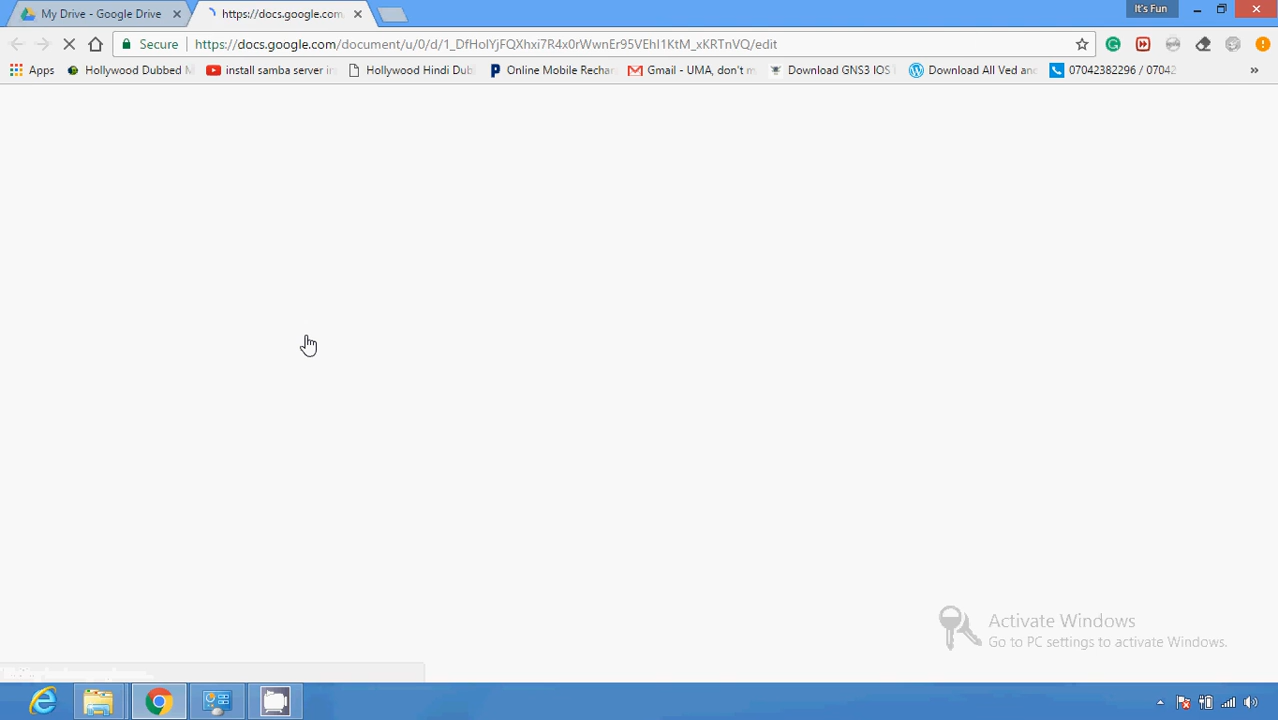 My Drive - Google Drive
https://docs.google.com
It's Fun
Secure
https://docs.google.com/document/u/0/d/1_DfHolYjFQXhxi7R4x0rWwnEr95VEhI1KtM_xKRTnVQ/edit
Apps
Hollywood Dubbed M
install samba server i
Hollywood Hindi Dub
Online Mobile Rechar
Gmail - UMA, don't m
Download GNS3 IOS
Download All Ved and
07042382296 / 07042
Activate Windows
Go to PC settings to activate Windows.